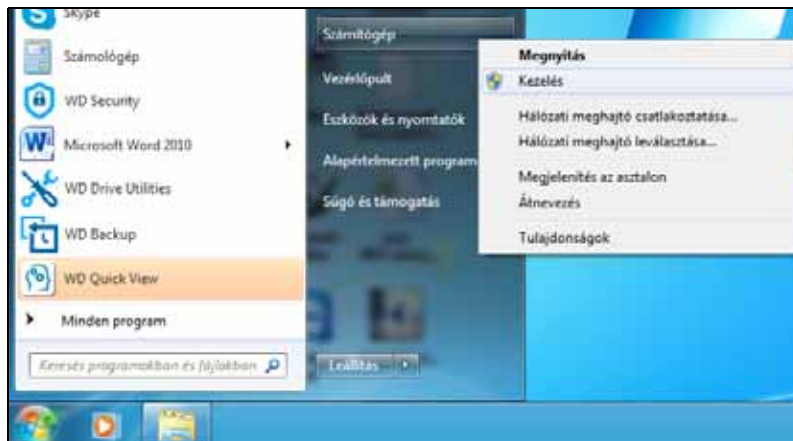 Skype
Számológép
WD Security
Microsoft Word 2010
WD Drive Utilities
WD Backup
WD Quick View
Minden program
Keresés programokban és fájlokban
Számítógép
Vezérlőpult
Eszközök és nyomtatók
Alapértelmezett program
Súgó és támogatás
Leállítás
Megnyitás
Kezelés
Hálózati meghajtó csatlakoztatása...
Hálózati meghajtó leválasztása...
Megjelenítés az asztalon
Átnevezés
Tulajdonságok